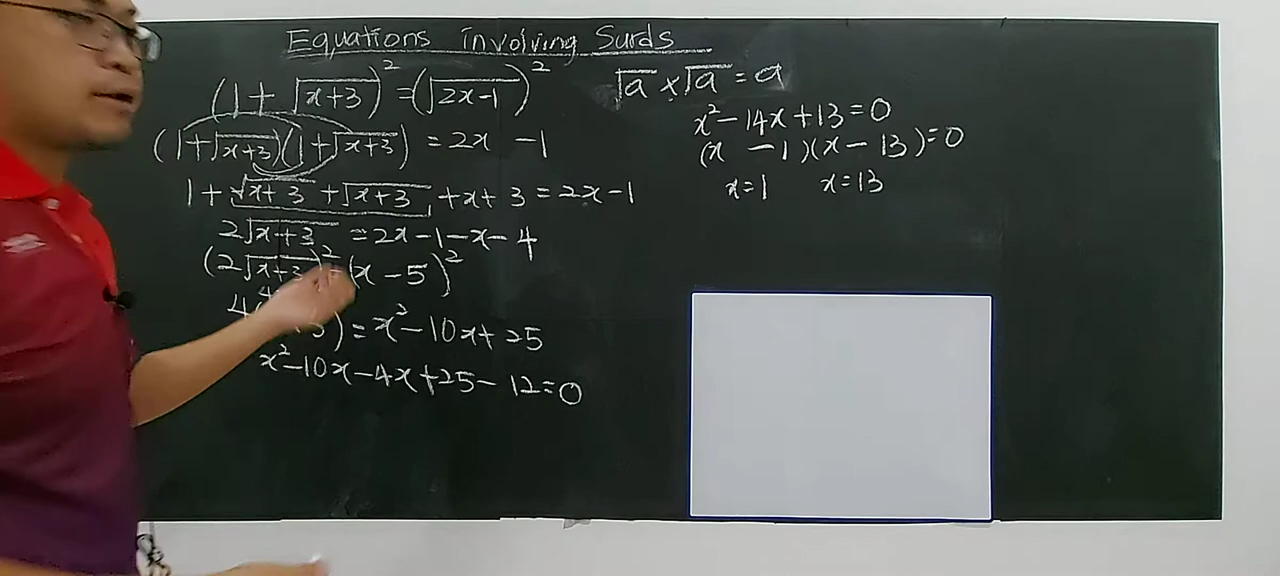 Equations involving Surds
(1 + √(x+3))² = (√(2x-1))²
(1+√(x+3))(1+√(x+3)) = 2x - 1
1 + √(x+3) + √(x+3) + x + 3 = 2x - 1
2√(x+3) = 2x - 1 - x - 4
(2√(x+3))² = (x - 5)²
4( +3) = x² - 10x + 25
x² - 10x - 4x + 25 - 12 = 0
√a × √a = a
x² - 14x + 13 = 0
(x - 1)(x - 13) = 0
x = 1 x = 13